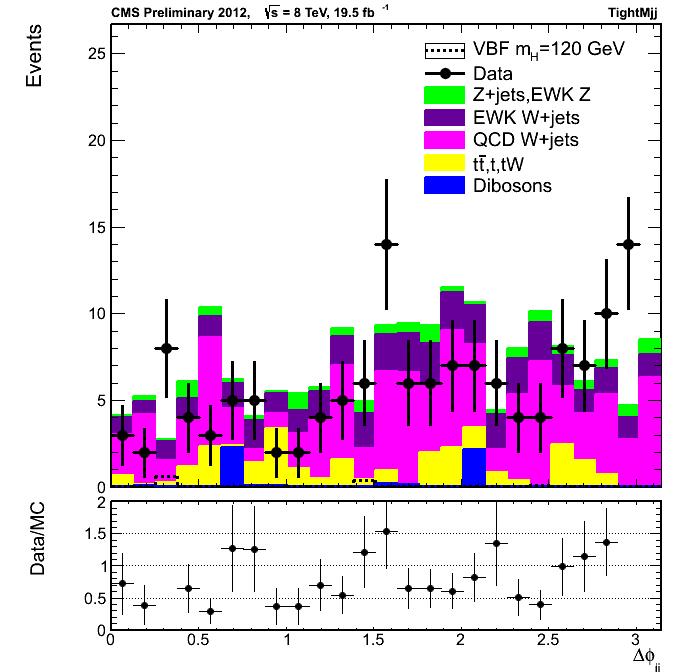 CMS Preliminary 2012, √s = 8 TeV, 19.5 fb⁻¹ TightMjj
Events
25
20
15
10
5
0
VBF m_H=120 GeV
Data
Z+jets,EWK Z
EWK W+jets
QCD W+jets
tt̄,t,tW
Dibosons
Data/MC
2
1.5
1
0.5
0
0 0.5 1 1.5 2 2.5 3
Δφ_jj